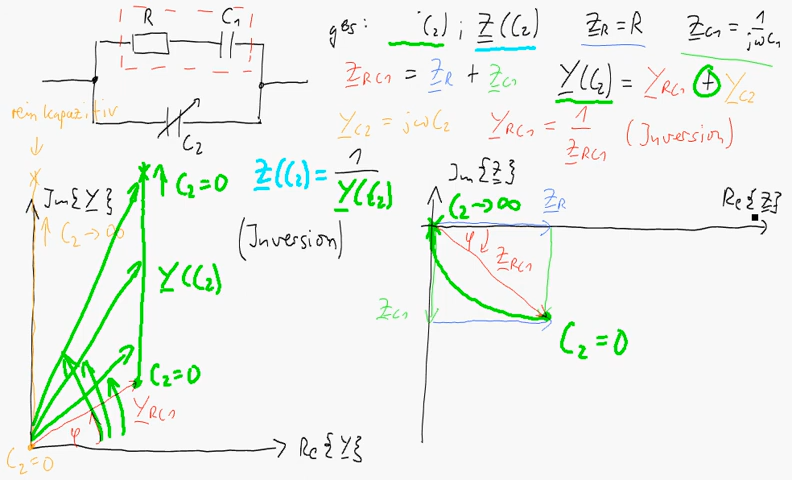 R
C1
C2
ges: Y(C2) ; Z(C2)
Z_R = R
Z_C1 = 1/jωC1
Z_RC1 = Z_R + Z_C1
Y(C2) = Y_RC1 + Y_C2
Y_C2 = jωC2
Y_RC1 = 1/Z_RC1 (Inversion)
rein kapazitiv
Jm{Y}
↑ C2→∞
↑ C2=0
Y(C2)
C2=0
Y_RC1
φ
C2=0
Re{Y}
Z(C2) = 1/Y(C2)
(Inversion)
Jm{Z}
Re{Z}
C2→∞
Z_R
φ
Z_RC1
Z_C1
C2=0